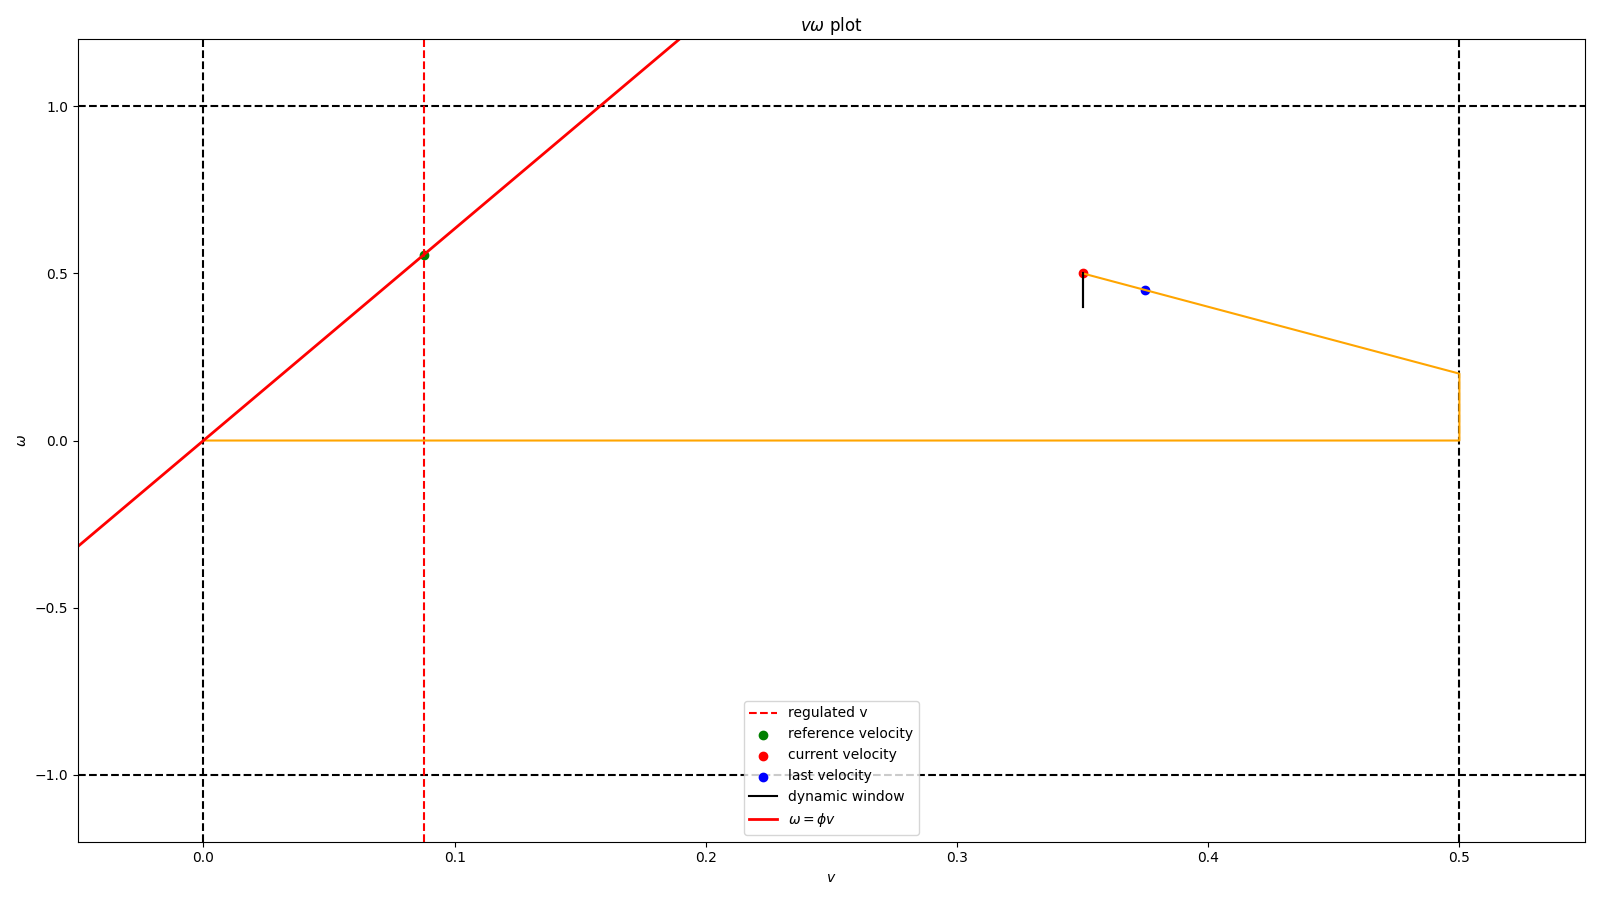 vω plot
1.0
0.5
0.0
−0.5
−1.0
ω
0.0 0.1 0.2 0.3 0.4 0.5
v
regulated v
reference velocity
current velocity
last velocity
dynamic window
ω = ϕv